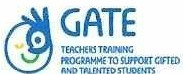 GATE
TEACHERS TRAINING
PROGRAMME TO SUPPORT GIFTED
AND TALENTED STUDENTS